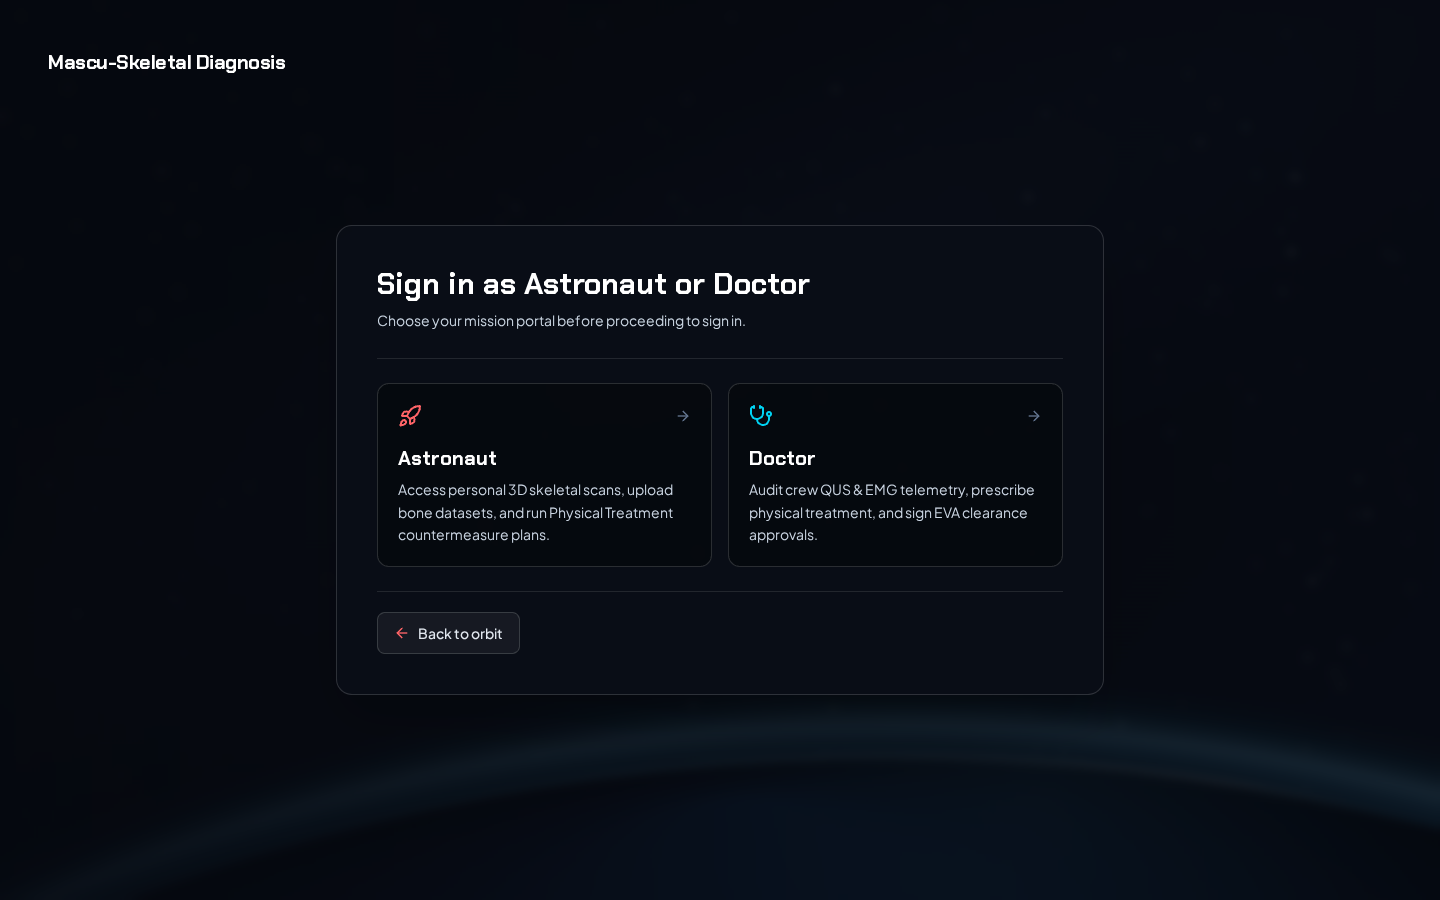 Mascu-Skeletal Diagnosis
Sign in as Astronaut or Doctor
Choose your mission portal before proceeding to sign in.
Astronaut
Access personal 3D skeletal scans, upload
bone datasets, and run Physical Treatment
countermeasure plans.
Doctor
Audit crew QUS & EMG telemetry, prescribe
physical treatment, and sign EVA clearance
approvals.
Back to orbit